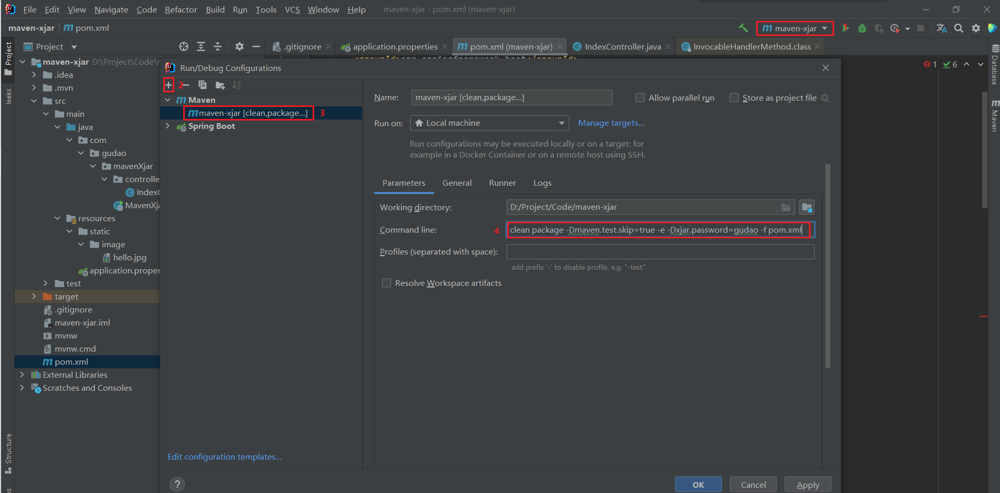 File Edit View Navigate Code Refactor Build Run Tools VCS Window Help maven-xjar - pom.xml (maven-xjar)
maven-xjar pom.xml
maven-xjar
Project
.gitignore application.properties pom.xml (maven-xjar) IndexController.java InvocableHandlerMethod.class
Project
leeks
Structure
Database
Maven
1 6
maven-xjar D:\Project\Code\
.idea
.mvn
src
main
java
com
gudao
mavenXjar
controlle
Index
MavenXja
resources
static
image
hello.jpg
application.proper
test
target
.gitignore
maven-xjar.iml
mvnw
mvnw.cmd
pom.xml
External Libraries
Scratches and Consoles
Run/Debug Configurations
2
Maven
maven-xjar [clean,package...] 3
Spring Boot
Edit configuration templates...
Name: maven-xjar [clean,package...] Allow parallel run Store as project file
Run on: Local machine Manage targets...
Run configurations may be executed locally or on a target: for
example in a Docker Container or on a remote host using SSH.
Parameters General Runner Logs
Working directory: D:/Project/Code/maven-xjar
Command line: 4 clean package -Dmaven.test.skip=true -e -Dxjar.password=gudao -f pom.xml
Profiles (separated with space):
add prefix '-' to disable profile, e.g. "-test"
Resolve Workspace artifacts
? OK Cancel Apply